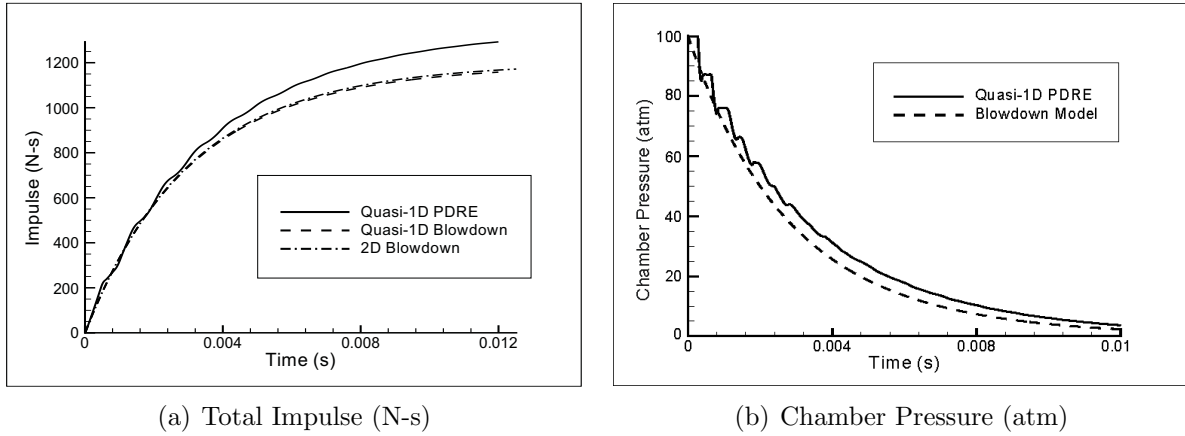 1200
1000
800
600
400
200
0
Impulse (N-s)
0
0.004
0.008
0.012
Time (s)
Quasi-1D PDRE
Quasi-1D Blowdown
2D Blowdown
(a) Total Impulse (N-s)
100
80
60
40
20
0
Chamber Pressure (atm)
0
0.004
0.008
0.01
Time (s)
Quasi-1D PDRE
Blowdown Model
(b) Chamber Pressure (atm)